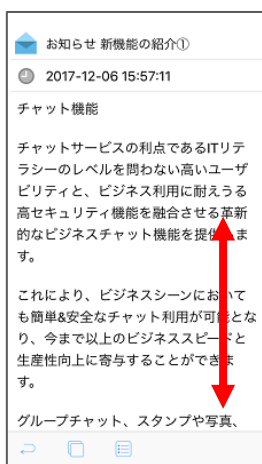 お知らせ 新機能の紹介①
2017-12-06 15:57:11
チャット機能
チャットサービスの利点であるITリテ
ラシーのレベルを問わない高いユーザ
ビリティと、ビジネス利用に耐えうる
高セキュリティ機能を融合させる革新
的なビジネスチャット機能を提供しま
す。
これにより、ビジネスシーンにおいて
も簡単&安全なチャット利用が可能とな
り、今まで以上のビジネススピードと
生産性向上に寄与することができま
す。
グループチャット、スタンプや写真、